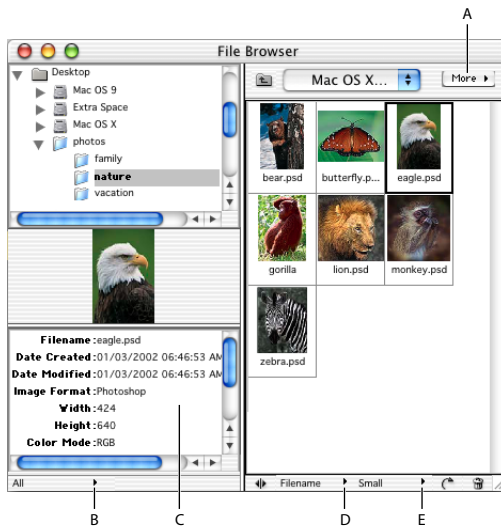 A
File Browser
Desktop
Mac OS 9
Extra Space
Mac OS X
photos
family
nature
vacation
Mac OS X...
More
bear.psd
butterfly.p...
eagle.psd
gorilla
lion.psd
monkey.psd
zebra.psd
Filename:eagle.psd
Date Created:01/03/2002 06:46:53 AM
Date Modified:01/03/2002 06:46:53 AM
Image Format:Photoshop
Width:424
Height:640
Color Mode:RGB
All
Filename
Small
B
C
D
E